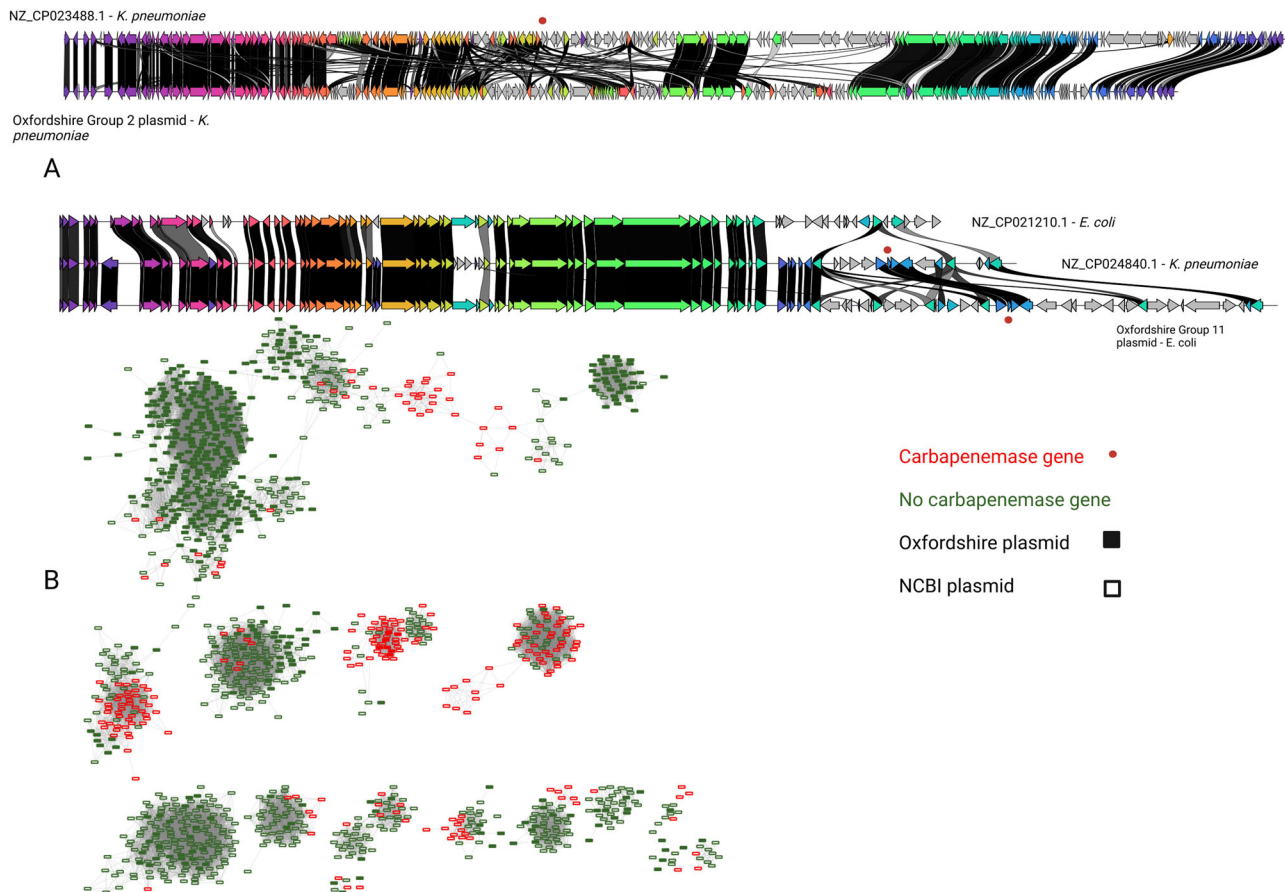 NZ_CP023488.1 - K. pneumoniae
Oxfordshire Group 2 plasmid - K.
pneumoniae
A
NZ_CP021210.1 - E. coli
NZ_CP024840.1 - K. pneumoniae
Oxfordshire Group 11
plasmid - E. coli
Carbapenemase gene
No carbapenemase gene
Oxfordshire plasmid
B
NCBI plasmid